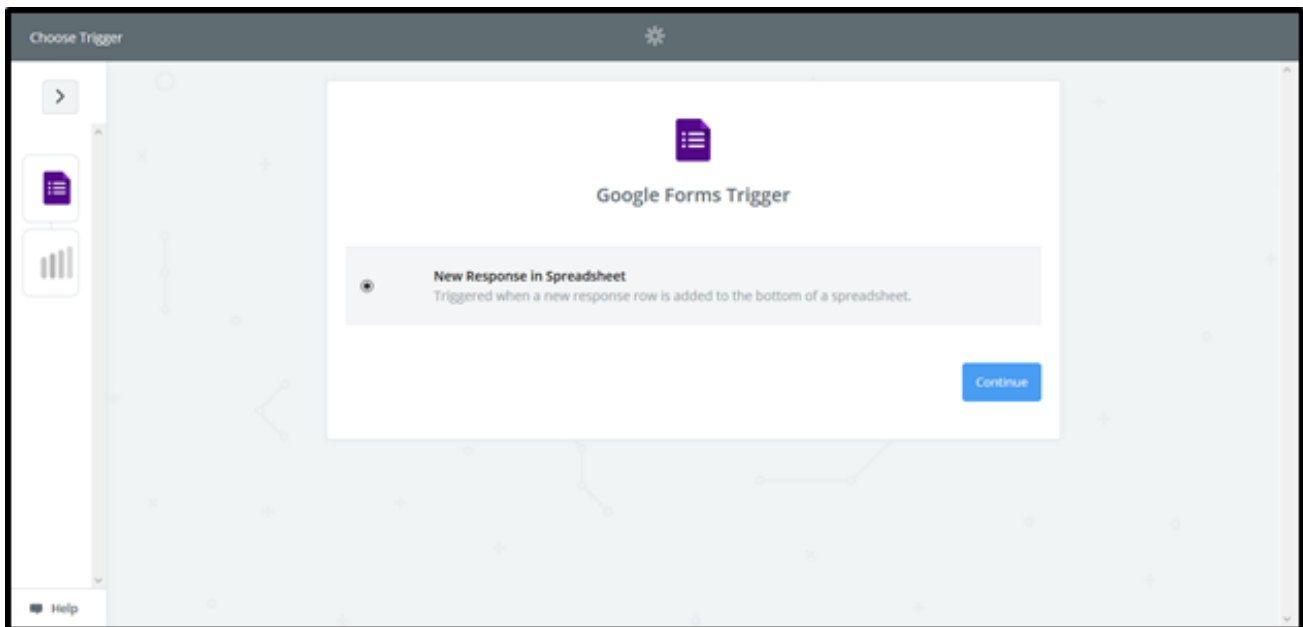 Choose Trigger
Google Forms Trigger
New Response in Spreadsheet
Triggered when a new response row is added to the bottom of a spreadsheet.
Continue
Help